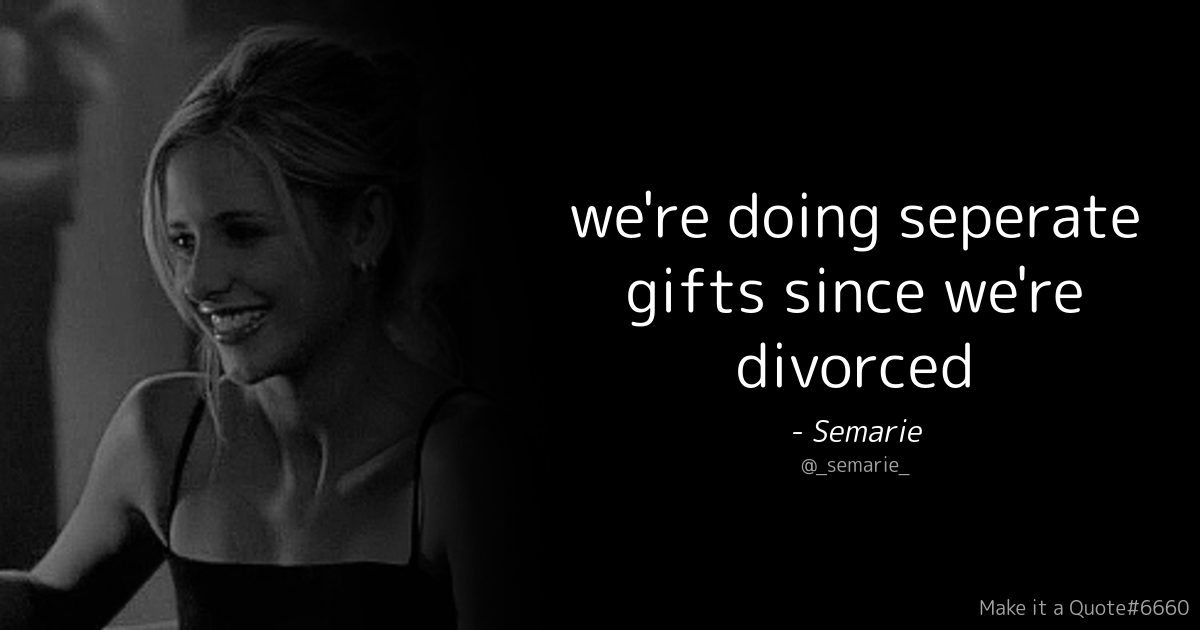 we're doing seperate
gifts since we're
divorced
- Semarie
@_semarie_
Make it a Quote#6660